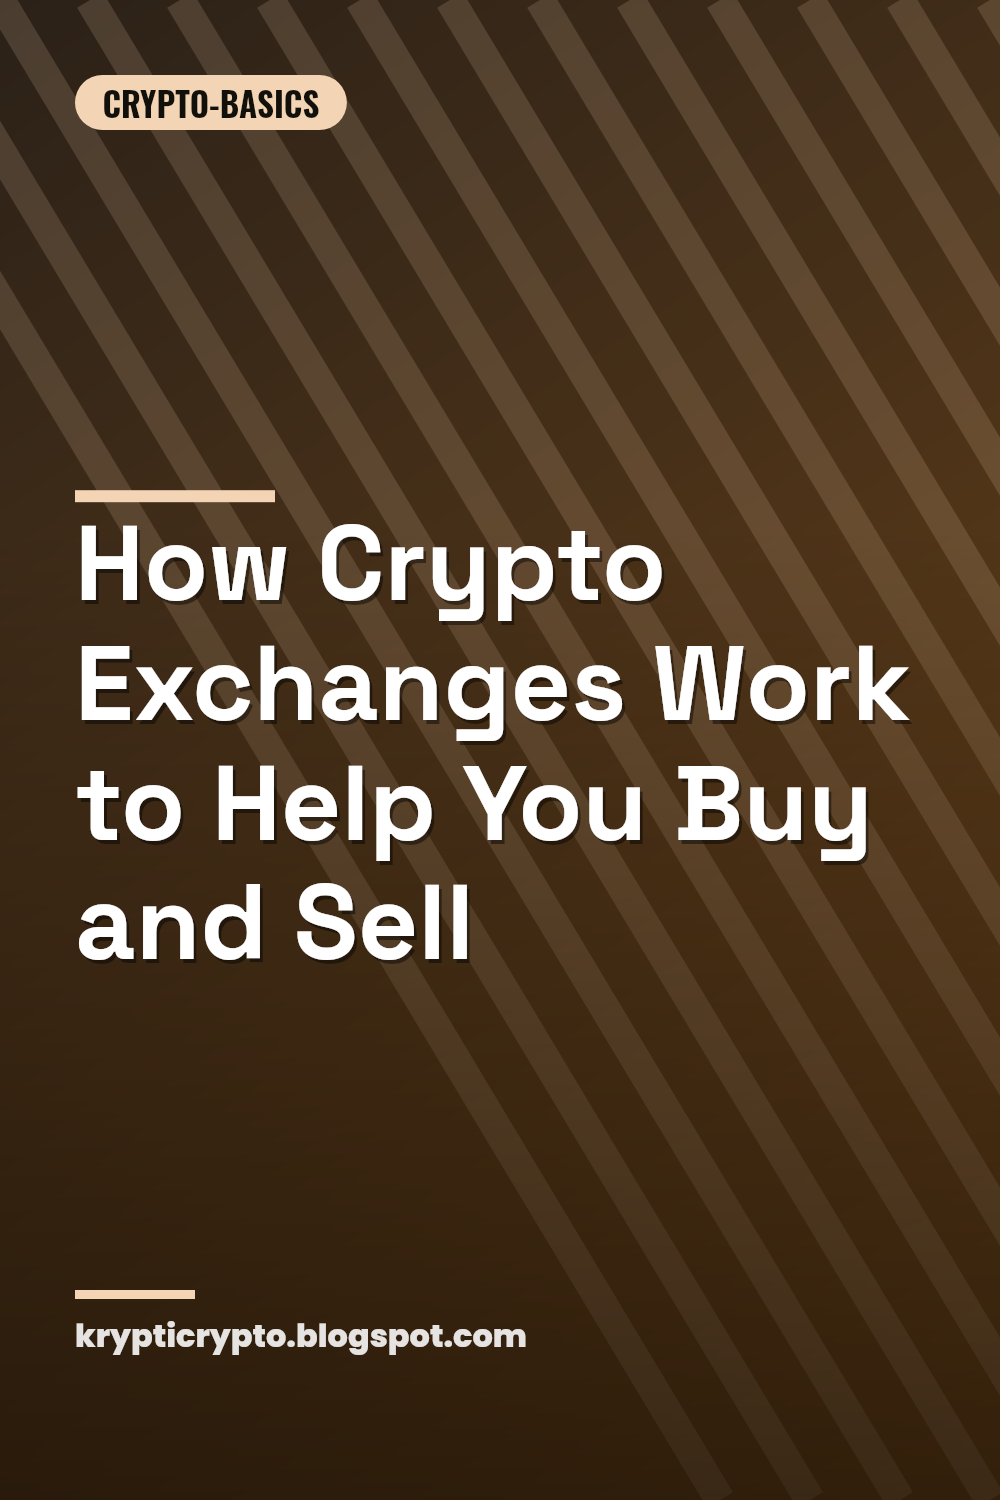 CRYPTO-BASICS
How Crypto
Exchanges Work
to Help You Buy
and Sell
krypticrypto.blogspot.com